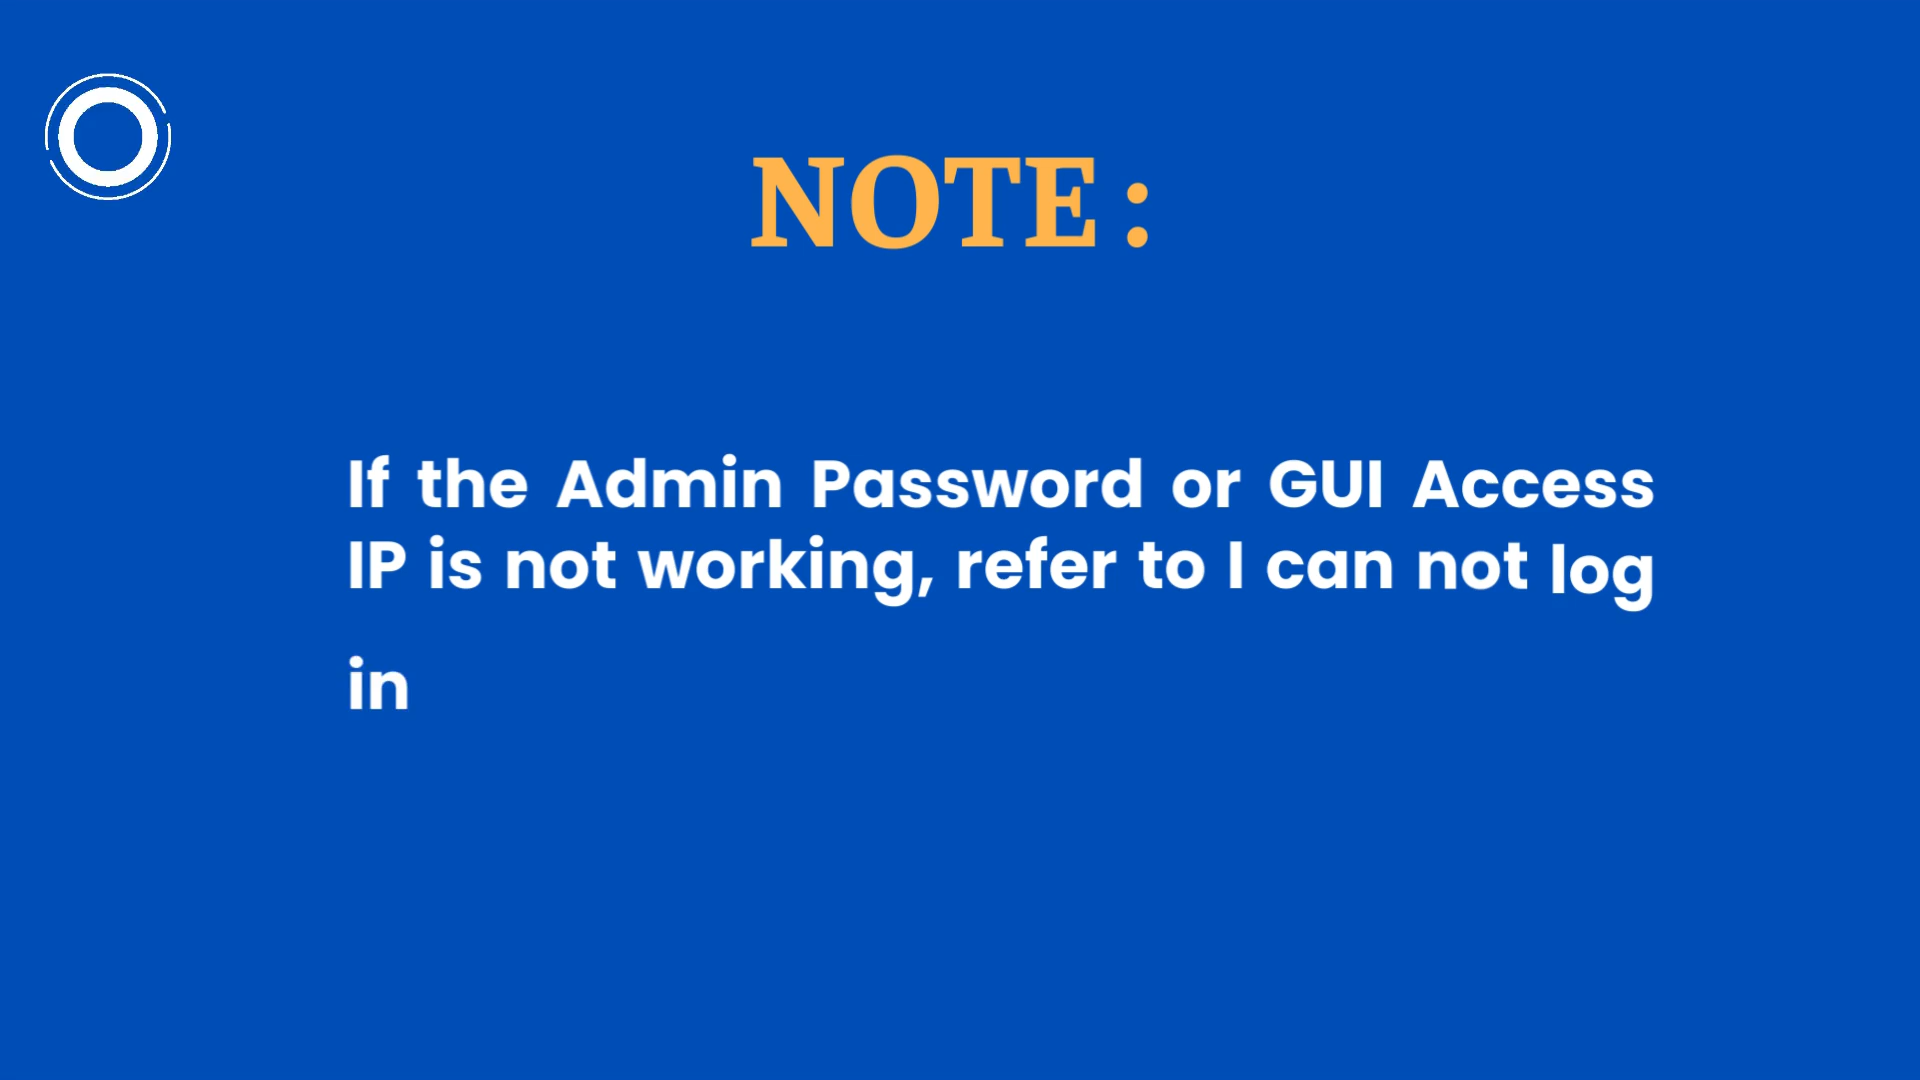 NOTE :
If the Admin Password or GUI Access
IP is not working, refer to I can not log
in